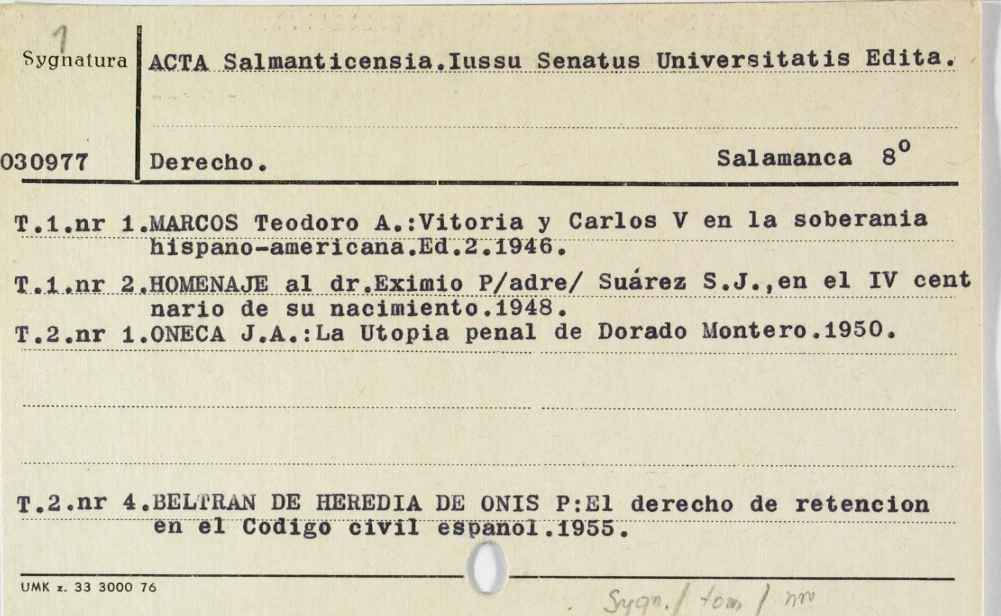 1
Sygnatura ACTA Salmanticensia.Iussu Senatus Universitatis Edita.
030977 Derecho. Salamanca 8º
T.1.nr 1.MARCOS Teodoro A.:Vitoria y Carlos V en la soberania
hispano-americana.Ed.2.1946.
T.1.nr 2.HOMENAJE al dr.Eximio P/adre/ Suárez S.J.,en el IV cent
nario de su nacimiento.1948.
T.2.nr 1.ONECA J.A.:La Utopia penal de Dorado Montero.1950.
T.2.nr 4.BELTRAN DE HEREDIA DE ONIS P:El derecho de retencion
en el Codigo civil espanol.1955.
UMK z. 33 3000 76
Sygn./ tom / nr